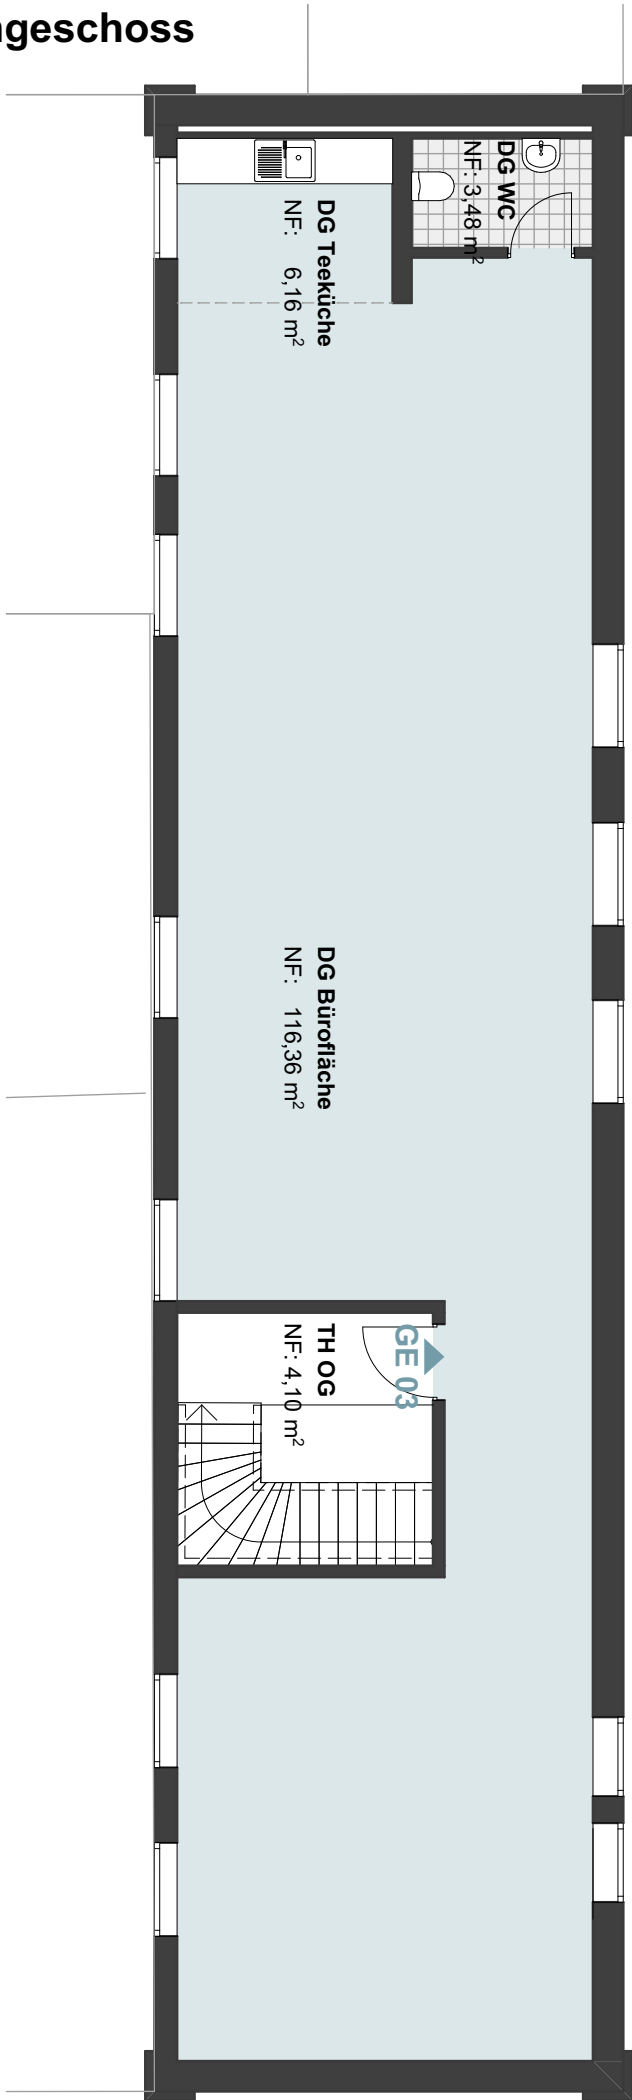 ngeschoss
DG WC
NF: 3,48 m²
DG Teeküche
NF: 6,16 m²
DG Bürofläche
NF: 116,36 m²
TH OG
NF: 4,10 m²
GE 03